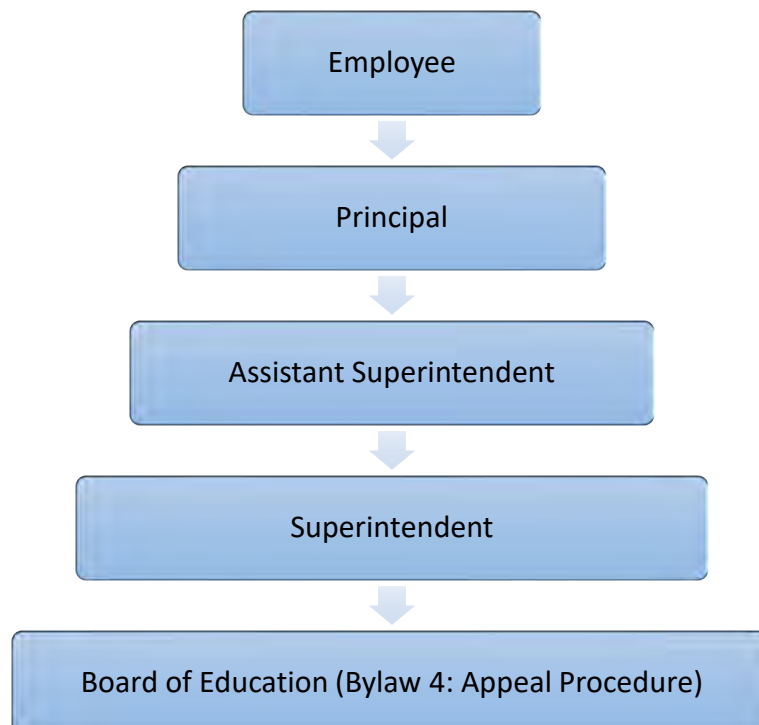 Employee
Principal
Assistant Superintendent
Superintendent
Board of Education (Bylaw 4: Appeal Procedure)